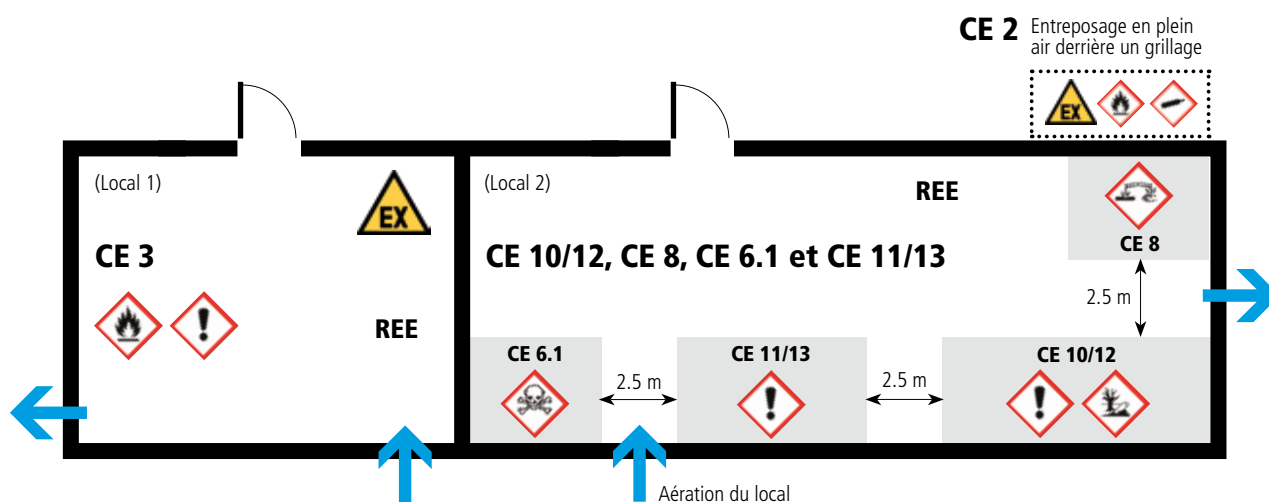 CE 2 Entreposage en plein
air derrière un grillage
EX
(Local 1)
EX
CE 3
REE
(Local 2)
REE
CE 8
CE 10/12, CE 8, CE 6.1 et CE 11/13
2.5 m
CE 6.1
2.5 m
CE 11/13
2.5 m
CE 10/12
Aération du local